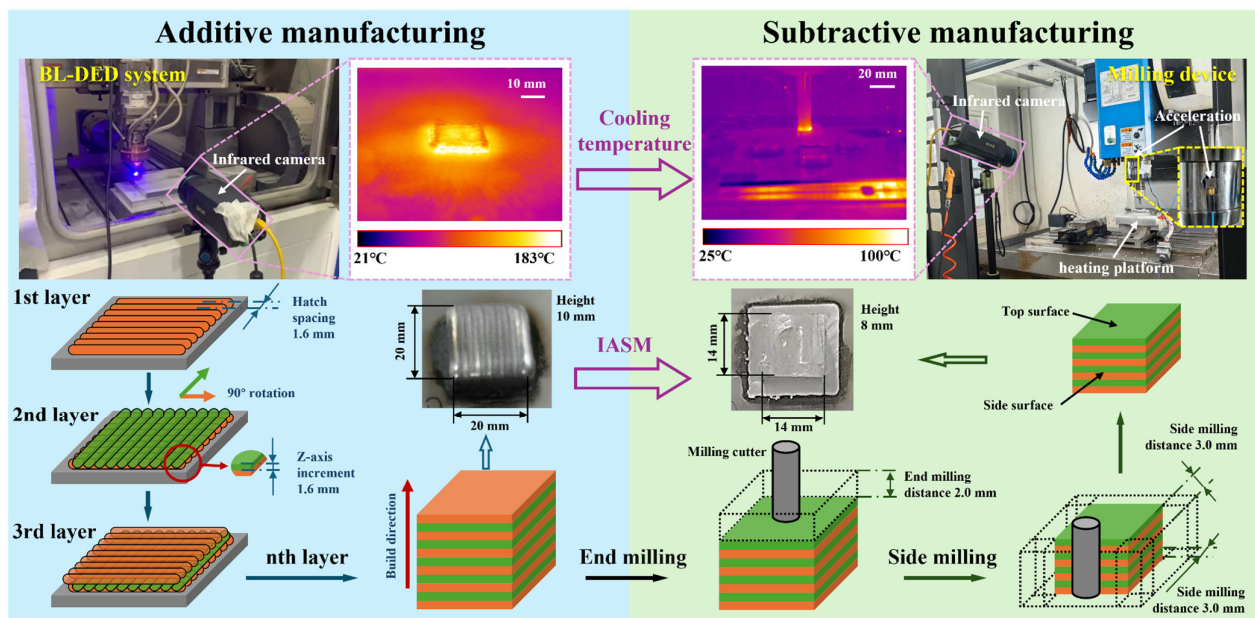 Additive manufacturing
Subtractive manufacturing
BL-DED system
Infrared camera
10 mm
21℃
183℃
Cooling
temperature
20 mm
25℃
100℃
Milling device
Infrared camera
Acceleration
heating platform
1st layer
Hatch
spacing
1.6 mm
90° rotation
2nd layer
Z-axis
increment
1.6 mm
3rd layer
nth layer
Height
10 mm
20 mm
20 mm
Build direction
IASM
Height
8 mm
14 mm
14 mm
Top surface
Side surface
Milling cutter
End milling
distance 2.0 mm
End milling
Side milling
Side milling
distance 3.0 mm
Side milling
distance 3.0 mm